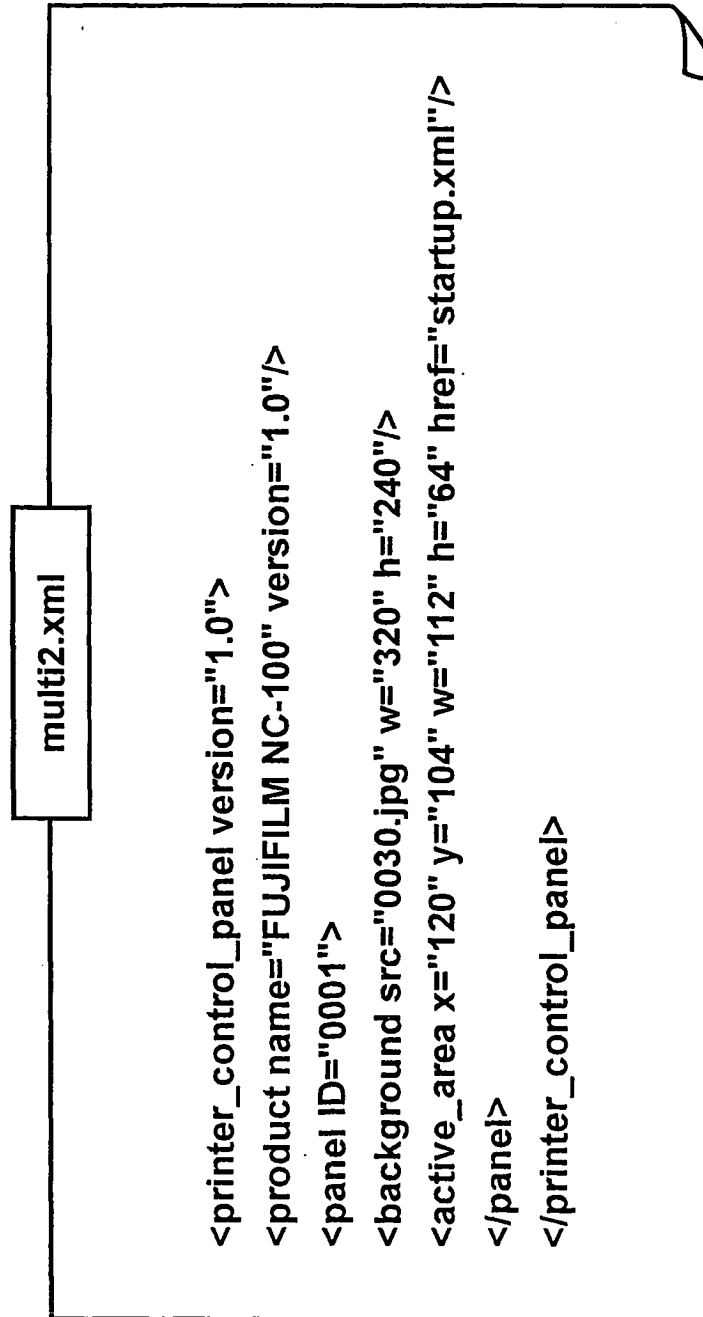 multi2.xml
<printer_control_panel version="1.0">
<product name="FUJIFILM NC-100" version="1.0"/>
<panel ID="0001">
<background src="0030.jpg" w="320" h="240"/>
<active_area x="120" y="104" w="112" h="64" href="startup.xml"/>
</panel>
</printer_control_panel>